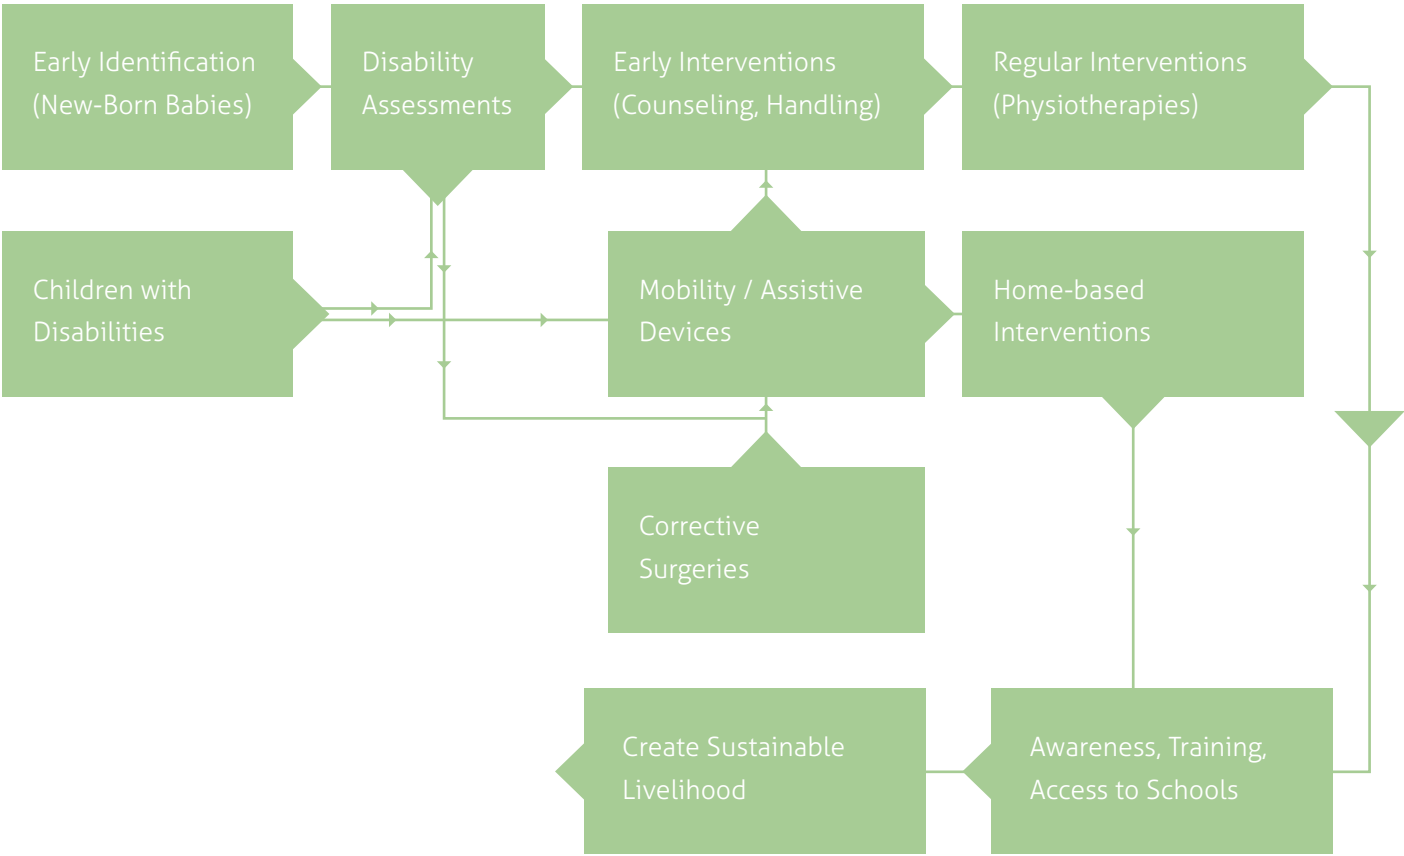 Early Identification
(New-Born Babies)
Disability
Assessments
Early Interventions
(Counseling, Handling)
Regular Interventions
(Physiotherapies)
Children with
Disabilities
Mobility / Assistive
Devices
Home-based
Interventions
Corrective
Surgeries
Create Sustainable
Livelihood
Awareness, Training,
Access to Schools